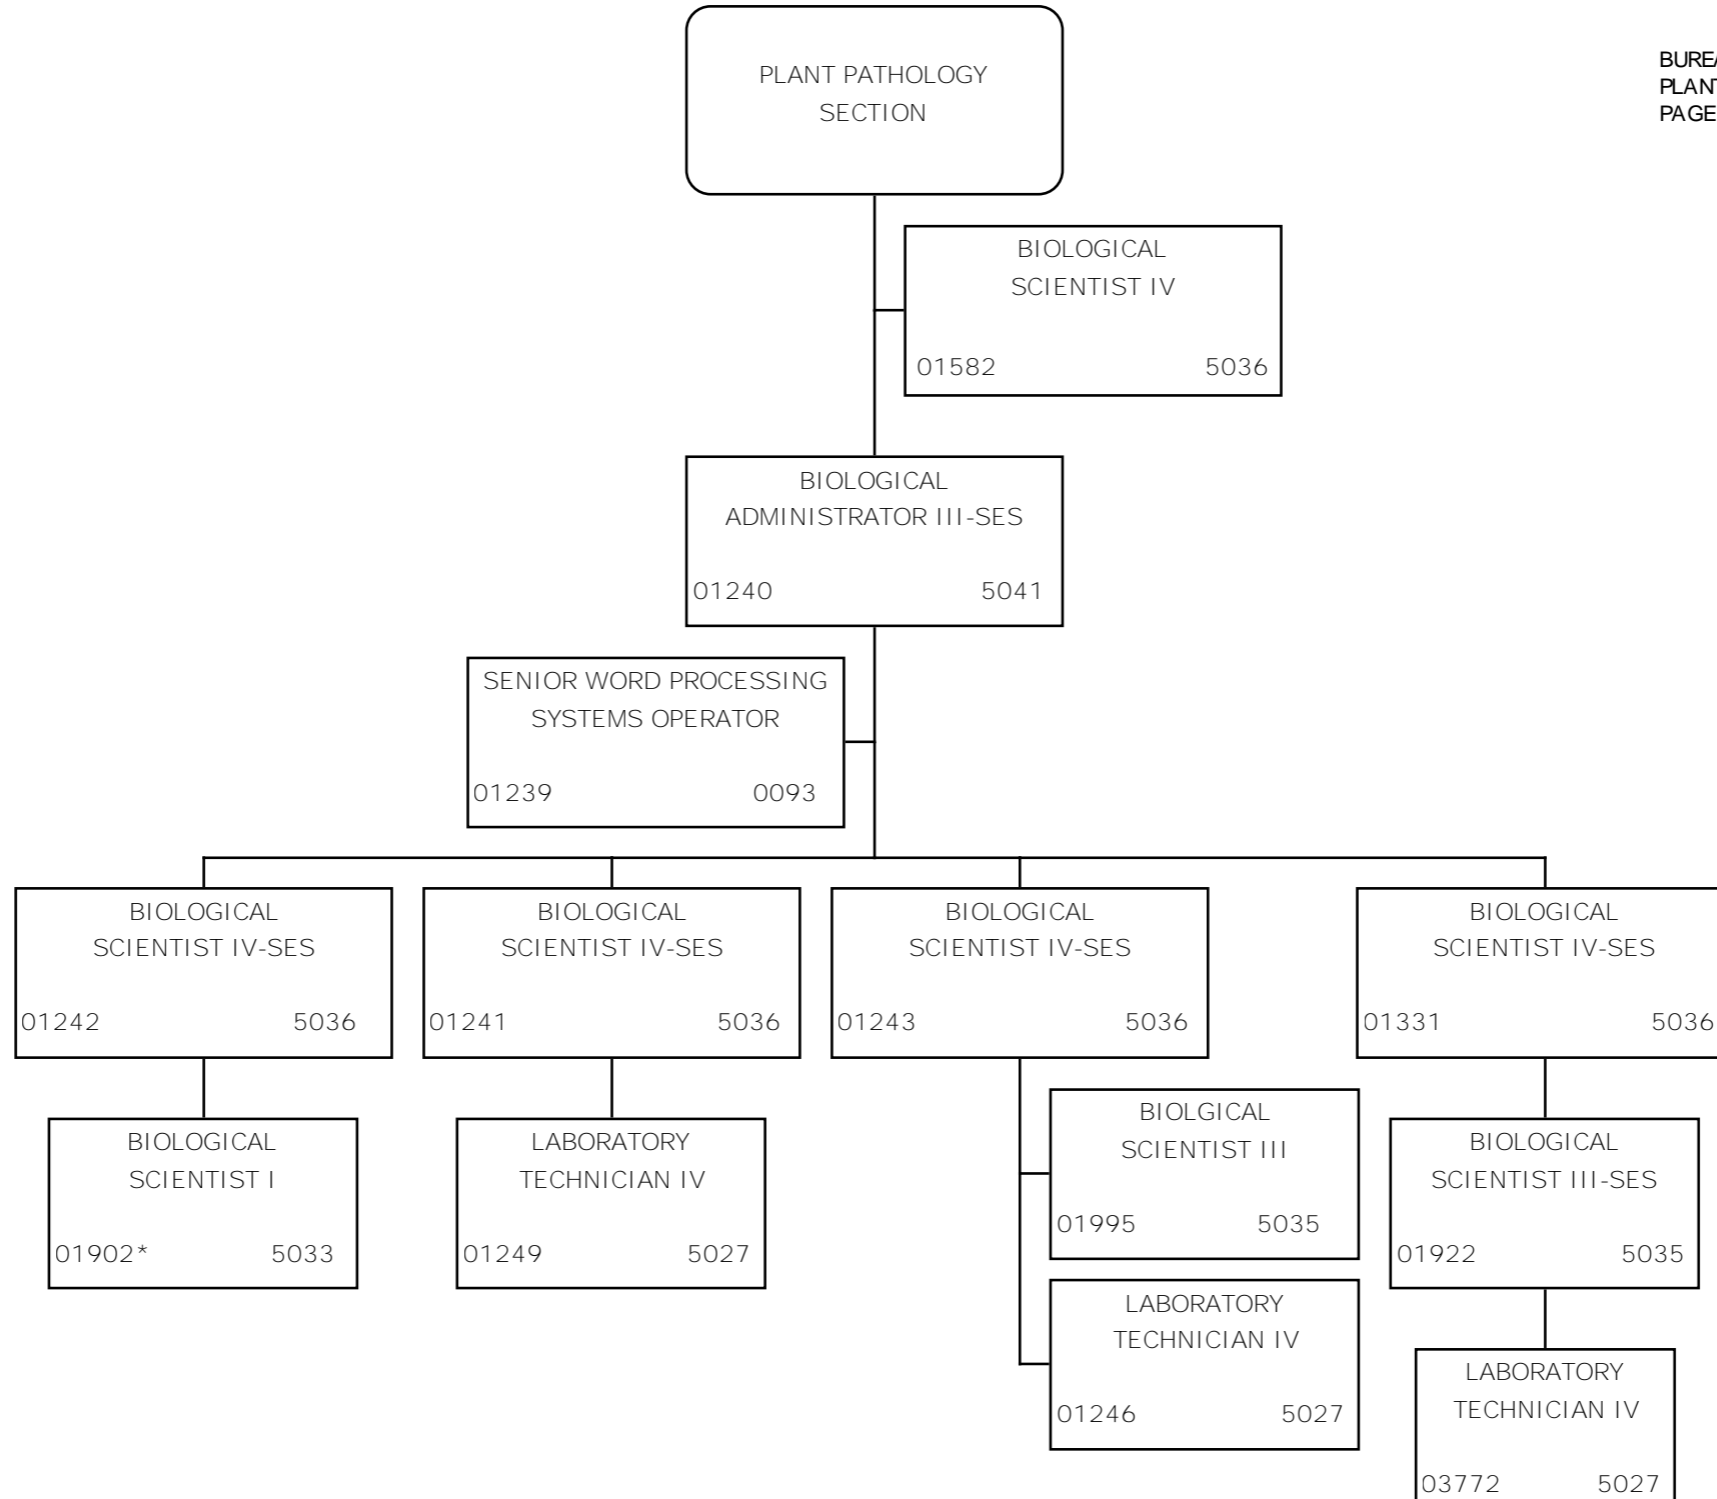 PLANT PATHOLOGY
SECTION
PLANT
PAGE
BIOLOGICAL
SCIENTIST IV
01582 5036
BIOLOGICAL
ADMINISTRATOR III-SES
01240 5041
SENIOR WORD PROCESSING
SYSTEMS OPERATOR
01239 0093
BIOLOGICAL
SCIENTIST IV-SES
01242 5036
BIOLOGICAL
SCIENTIST IV-SES
01241 5036
BIOLOGICAL
SCIENTIST IV-SES
01243 5036
BIOLOGICAL
SCIENTIST IV-SES
01331 5036
BIOLOGICAL
SCIENTIST I
01902* 5033
LABORATORY
TECHNICIAN IV
01249 5027
BIOLGICAL
SCIENTIST III
01995 5035
LABORATORY
TECHNICIAN IV
01246 5027
BIOLOGICAL
SCIENTIST III-SES
01922 5035
LABORATORY
TECHNICIAN IV
03772 5027